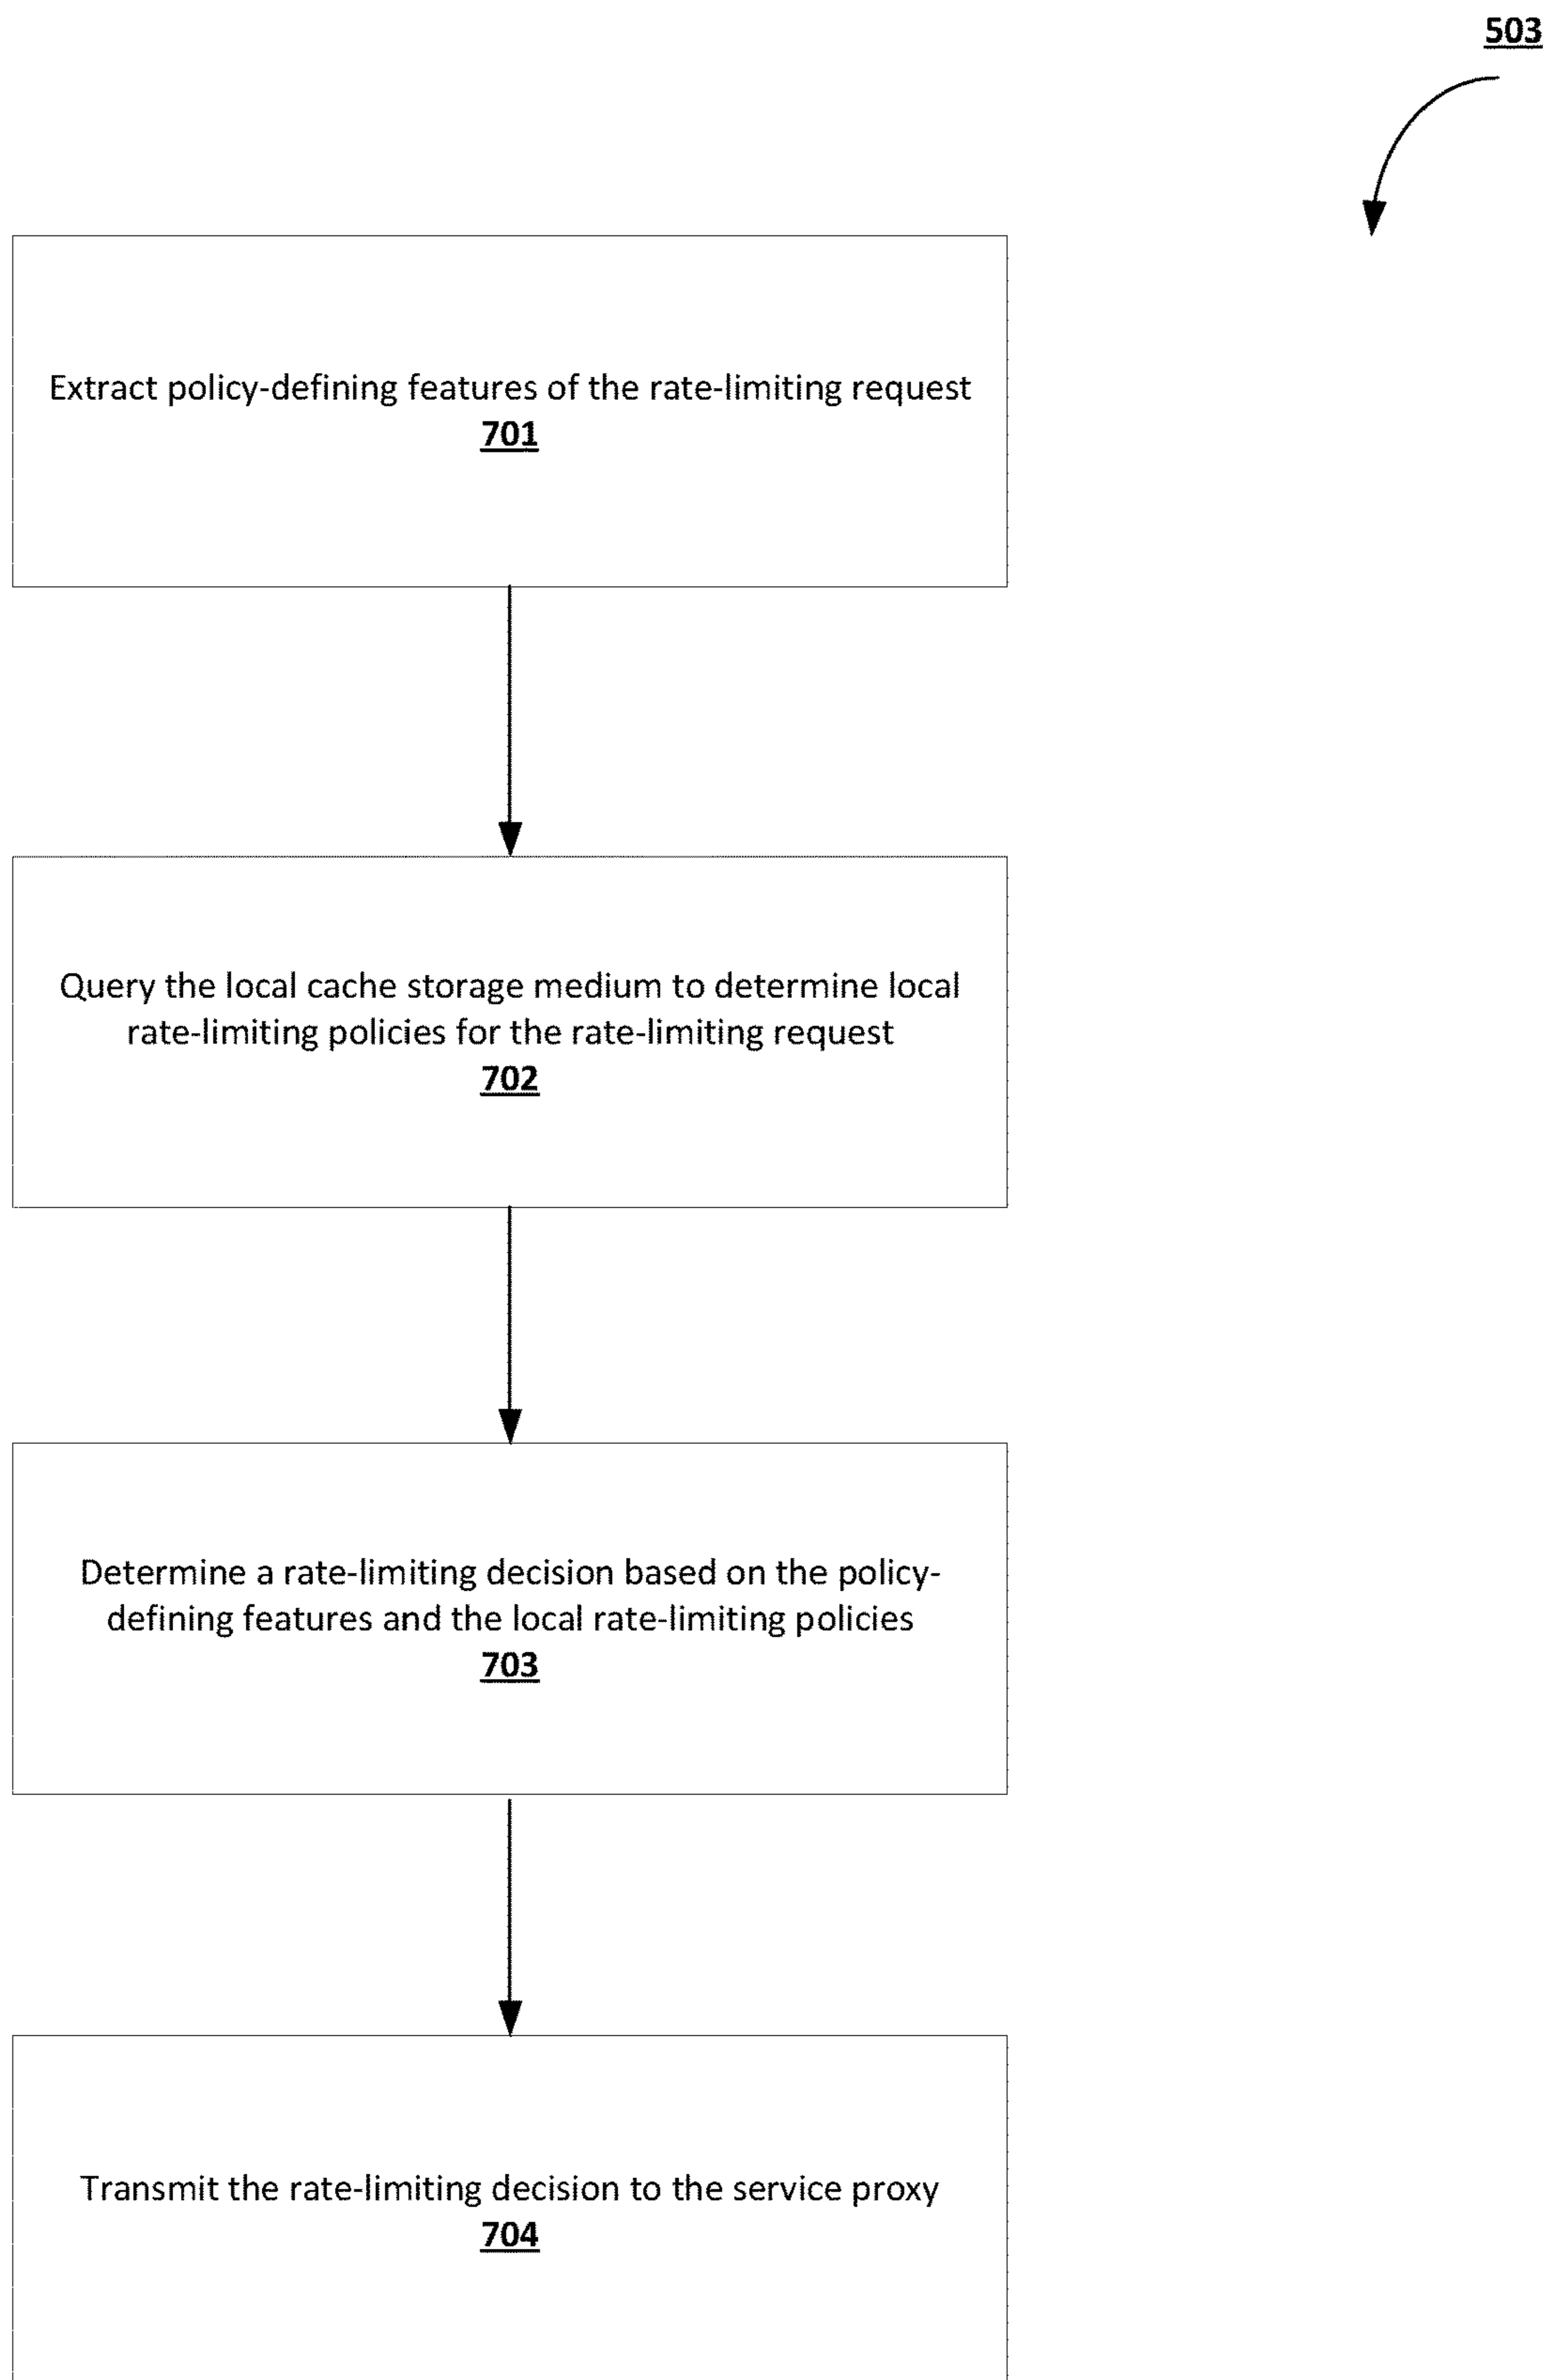 503
Extract policy-defining features of the rate-limiting request
701
Query the local cache storage medium to determine local
rate-limiting policies for the rate-limiting request
702
Determine a rate-limiting decision based on the policy-
defining features and the local rate-limiting policies
703
Transmit the rate-limiting decision to the service proxy
704